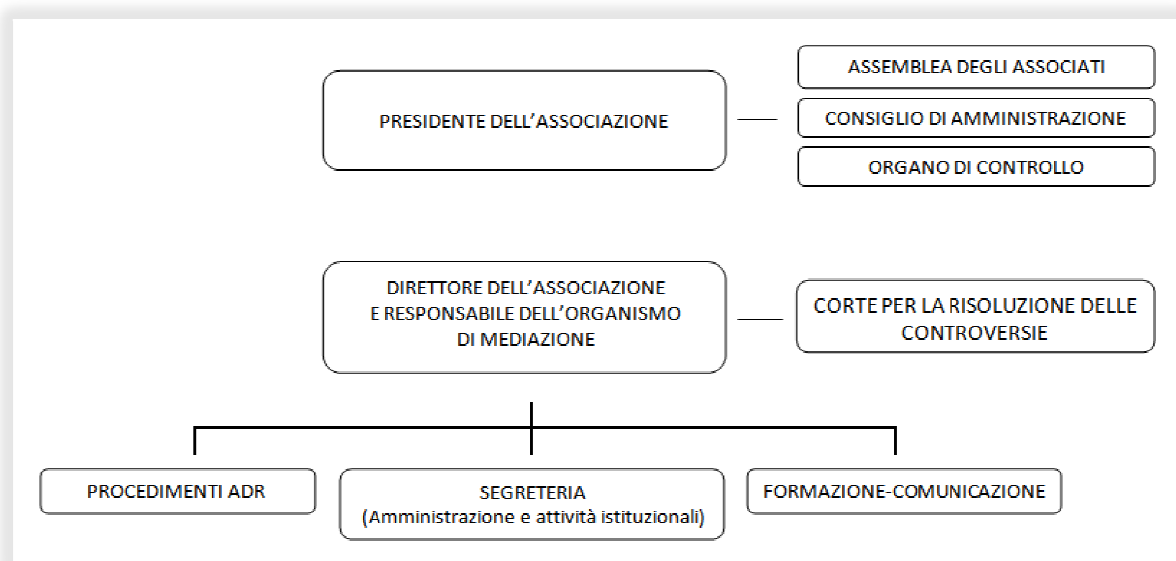 PRESIDENTE DELL'ASSOCIAZIONE
ASSEMBLEA DEGLI ASSOCIATI
CONSIGLIO DI AMMINISTRAZIONE
ORGANO DI CONTROLLO
DIRETTORE DELL'ASSOCIAZIONE
E RESPONSABILE DELL'ORGANISMO
DI MEDIAZIONE
CORTE PER LA RISOLUZIONE DELLE
CONTROVERSIE
PROCEDIMENTI ADR
SEGRETERIA
(Amministrazione e attività istituzionali)
FORMAZIONE-COMUNICAZIONE